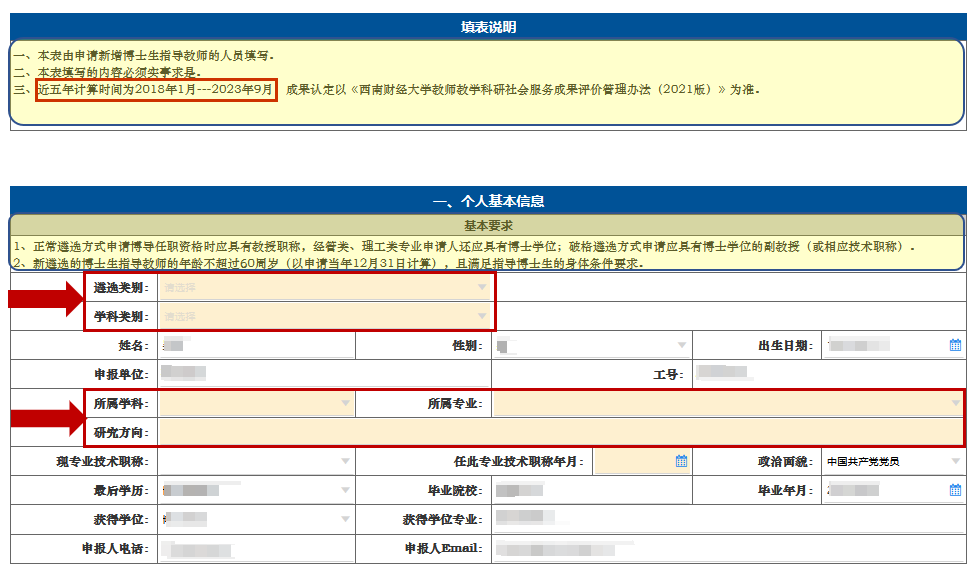 填表说明
一、本表由申请新增博士生指导教师的人员填写．
二、本表填写的内容必须实事求是．
三、近五年计算时间为2018年1月---2023年9月 成果认定以《西南财经大学教师教学科研社会服务成果评价管理办法（2021版）》为准．
一、个人基本信息
基本要求
1、正常遴选方式申请博导任职资格时应具有教授职称，经管类、理工类专业申请人还应具有博士学位；破格遴选方式申请应具有博士学位的副教授（或相应技术职称）．
2、新遴选的博士生指导教师的年龄不超过60周岁（以申请当年12月31日计算），且满足指导博士生的身体条件要求．
遴选类别： 请选择
学科类别： 请选择
姓名： 性别： 出生日期：
申报单位： 工号：
所属学科： 所属专业：
研究方向：
现专业技术职称： 任此专业技术职称年月： 政治面貌： 中国共产党党员
最后学历： 毕业院校： 毕业年月：
获得学位： 获得学位专业：
申报人电话： 申报人Email：